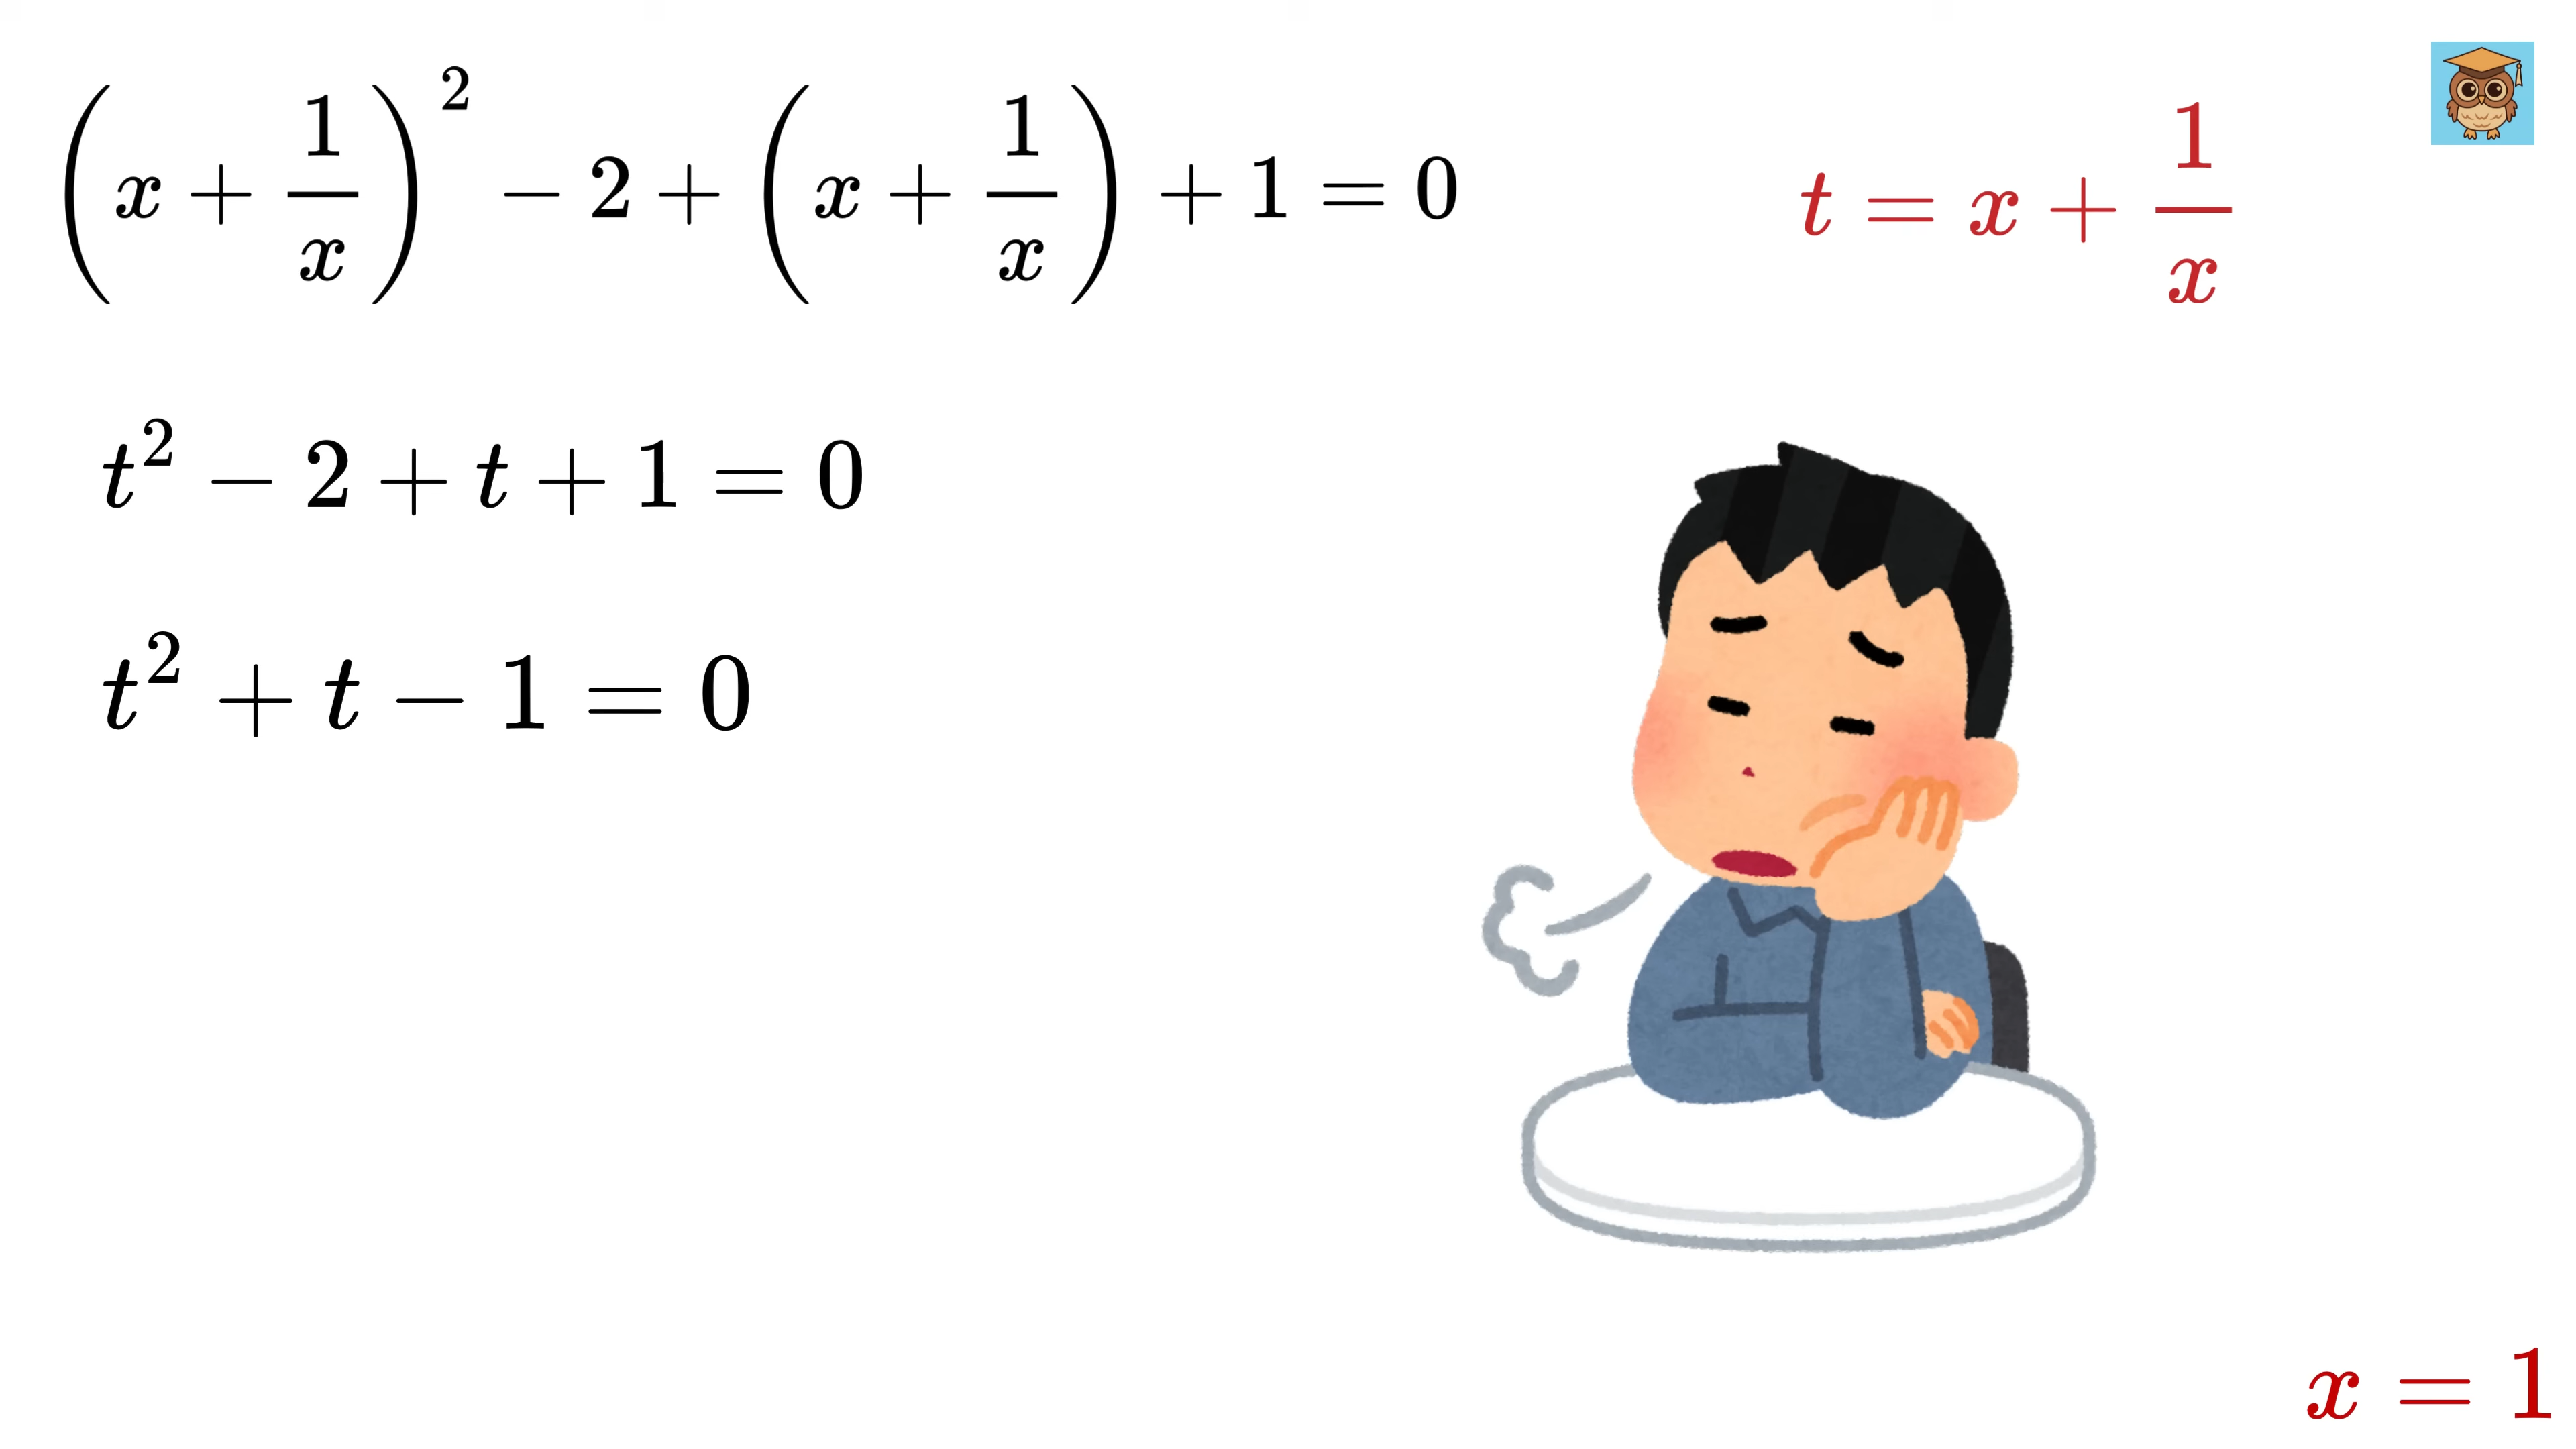 (x + 1/x)² − 2 + (x + 1/x) + 1 = 0
t = x + 1/x
t² − 2 + t + 1 = 0
t² + t − 1 = 0
x = 1